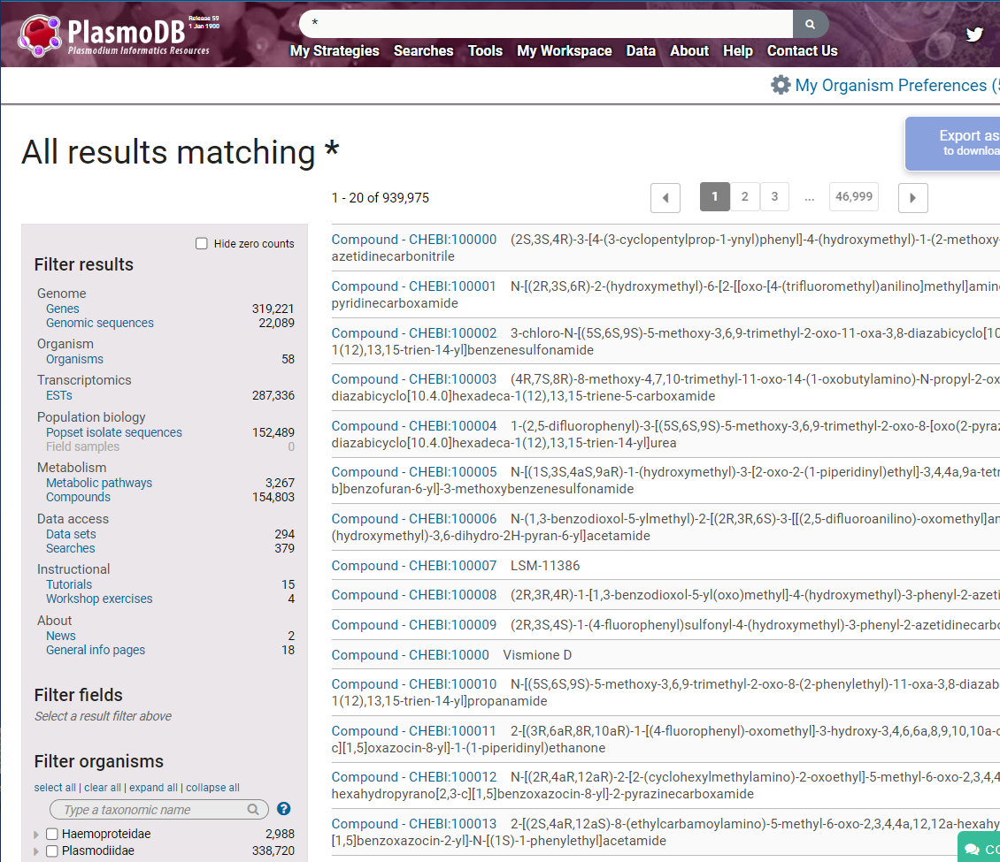 PlasmoDB
Release 59
1 Jan 1900
Plasmodium Informatics Resources
*
My Strategies Searches Tools My Workspace Data About Help Contact Us
My Organism Preferences (
All results matching *
Export as
to downloa
1 - 20 of 939,975
1 2 3 ... 46,999
Hide zero counts
Filter results
Genome
Genes 319,221
Genomic sequences 22,089
Organism
Organisms 58
Transcriptomics
ESTs 287,336
Population biology
Popset isolate sequences 152,489
Field samples 0
Metabolism
Metabolic pathways 3,267
Compounds 154,803
Data access
Data sets 294
Searches 379
Instructional
Tutorials 15
Workshop exercises 4
About
News 2
General info pages 18
Filter fields
Select a result filter above
Filter organisms
select all | clear all | expand all | collapse all
Type a taxonomic name
Haemoproteidae 2,988
Plasmodiidae 338,720
Compound - CHEBI:100000 (2S,3S,4R)-3-[4-(3-cyclopentylprop-1-ynyl)phenyl]-4-(hydroxymethyl)-1-(2-methoxy-
azetidinecarbonitrile
Compound - CHEBI:100001 N-[(2R,3S,6R)-2-(hydroxymethyl)-6-[2-[[oxo-[4-(trifluoromethyl)anilino]methyl]amin
pyridinecarboxamide
Compound - CHEBI:100002 3-chloro-N-[(5S,6S,9S)-5-methoxy-3,6,9-trimethyl-2-oxo-11-oxa-3,8-diazabicyclo[10
1(12),13,15-trien-14-yl]benzenesulfonamide
Compound - CHEBI:100003 (4R,7S,8R)-8-methoxy-4,7,10-trimethyl-11-oxo-14-(1-oxobutylamino)-N-propyl-2-ox
diazabicyclo[10.4.0]hexadeca-1(12),13,15-triene-5-carboxamide
Compound - CHEBI:100004 1-(2,5-difluorophenyl)-3-[(5S,6S,9S)-5-methoxy-3,6,9-trimethyl-2-oxo-8-[oxo(2-pyraz
diazabicyclo[10.4.0]hexadeca-1(12),13,15-trien-14-yl]urea
Compound - CHEBI:100005 N-[(1S,3S,4aS,9aR)-1-(hydroxymethyl)-3-[2-oxo-2-(1-piperidinyl)ethyl]-3,4,4a,9a-tetr
b]benzofuran-6-yl]-3-methoxybenzenesulfonamide
Compound - CHEBI:100006 N-(1,3-benzodioxol-5-ylmethyl)-2-[(2R,3R,6S)-3-[[(2,5-difluoroanilino)-oxomethyl]an
(hydroxymethyl)-3,6-dihydro-2H-pyran-6-yl]acetamide
Compound - CHEBI:100007 LSM-11386
Compound - CHEBI:100008 (2R,3R,4R)-1-[1,3-benzodioxol-5-yl(oxo)methyl]-4-(hydroxymethyl)-3-phenyl-2-azeti
Compound - CHEBI:100009 (2R,3S,4S)-1-(4-fluorophenyl)sulfonyl-4-(hydroxymethyl)-3-phenyl-2-azetidinecarbo
Compound - CHEBI:10000 Vismione D
Compound - CHEBI:100010 N-[(5S,6S,9S)-5-methoxy-3,6,9-trimethyl-2-oxo-8-(2-phenylethyl)-11-oxa-3,8-diazab
1(12),13,15-trien-14-yl]propanamide
Compound - CHEBI:100011 2-[(3R,6aR,8R,10aR)-1-[(4-fluorophenyl)-oxomethyl]-3-hydroxy-3,4,6,6a,8,9,10,10a-o
c][1,5]oxazocin-8-yl]-1-(1-piperidinyl)ethanone
Compound - CHEBI:100012 N-[(2R,4aR,12aR)-2-[2-(cyclohexylmethylamino)-2-oxoethyl]-5-methyl-6-oxo-2,3,4,4
hexahydropyrano[2,3-c][1,5]benzoxazocin-8-yl]-2-pyrazinecarboxamide
Compound - CHEBI:100013 2-[(2S,4aR,12aS)-8-(ethylcarbamoylamino)-5-methyl-6-oxo-2,3,4,4a,12,12a-hexahy
[1,5]benzoxazocin-2-yl]-N-[(1S)-1-phenylethyl]acetamide